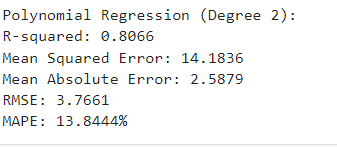 Polynomial Regression (Degree 2):
R-squared: 0.8066
Mean Squared Error: 14.1836
Mean Absolute Error: 2.5879
RMSE: 3.7661
MAPE: 13.8444%